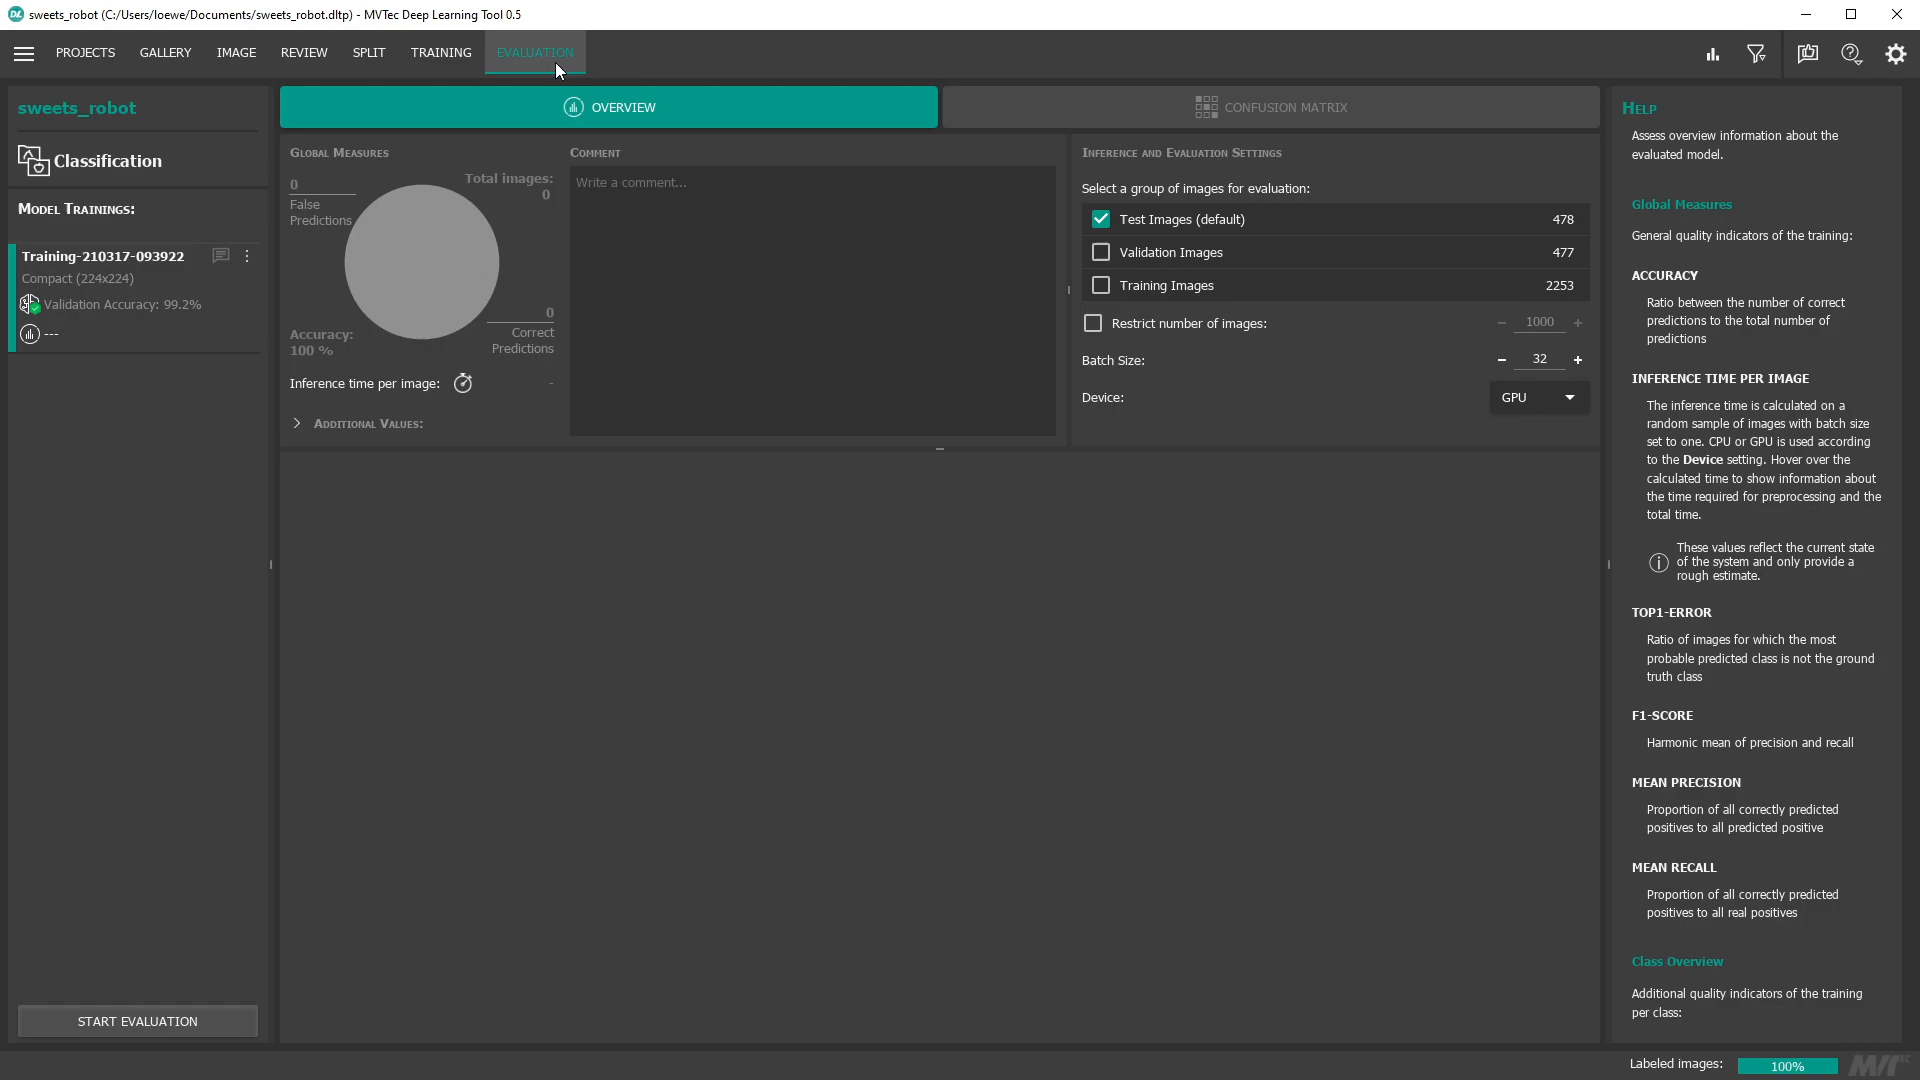 sweets_robot (C:/Users/loewe/Documents/sweets_robot.dltp) - MVTec Deep Learning Tool 0.5
PROJECTS GALLERY IMAGE REVIEW SPLIT TRAINING EVALUATION
sweets_robot
Classification
MODEL TRAININGS:
Training-210317-093922
Compact (224x224)
Validation Accuracy: 99.2%
---
START EVALUATION
OVERVIEW
CONFUSION MATRIX
GLOBAL MEASURES
0
False
Predictions
Total images:
0
Accuracy:
100 %
0
Correct
Predictions
Inference time per image: -
ADDITIONAL VALUES:
COMMENT
Write a comment...
INFERENCE AND EVALUATION SETTINGS
Select a group of images for evaluation:
Test Images (default) 478
Validation Images 477
Training Images 2253
Restrict number of images: − 1000 +
Batch Size: − 32 +
Device: GPU
HELP
Assess overview information about the
evaluated model.
Global Measures
General quality indicators of the training:
ACCURACY
Ratio between the number of correct
predictions to the total number of
predictions
INFERENCE TIME PER IMAGE
The inference time is calculated on a
random sample of images with batch size
set to one. CPU or GPU is used according
to the Device setting. Hover over the
calculated time to show information about
the time required for preprocessing and the
total time.
These values reflect the current state
of the system and only provide a
rough estimate.
TOP1-ERROR
Ratio of images for which the most
probable predicted class is not the ground
truth class
F1-SCORE
Harmonic mean of precision and recall
MEAN PRECISION
Proportion of all correctly predicted
positives to all predicted positive
MEAN RECALL
Proportion of all correctly predicted
positives to all real positives
Class Overview
Additional quality indicators of the training
per class:
Labeled images: 100%